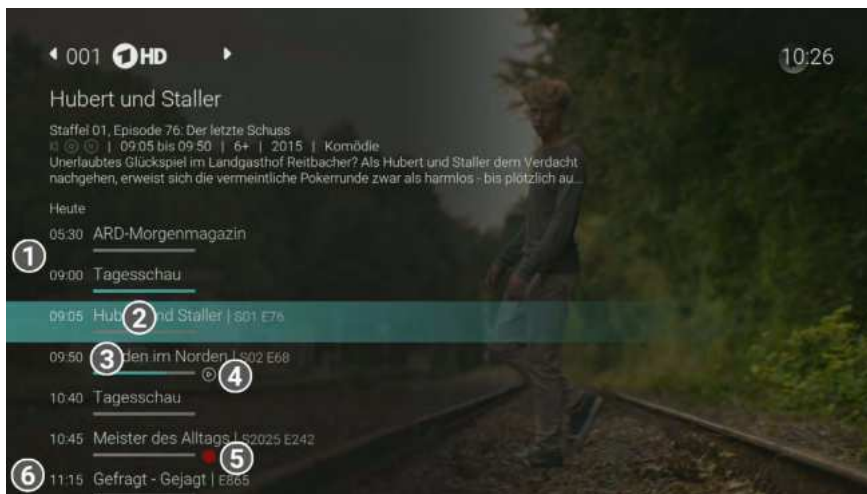 001 1 HD
10:26
Hubert und Staller
Staffel 01, Episode 76: Der letzte Schuss
| 09:05 bis 09:50 | 6+ | 2015 | Komödie
Unerlaubtes Glückspiel im Landgasthof Reitbacher? Als Hubert und Staller dem Verdacht
nachgehen, erweist sich die vermeintliche Pokerrunde zwar als harmlos - bis plötzlich au...
Heute
05:30 ARD-Morgenmagazin
1
09:00 Tagesschau
09:05 Hub 2 nd Staller | S01 E76
09:50 3 den im Norden | S02 E68
4
10:40 Tagesschau
10:45 Meister des Alltags | S2025 E242
5
6 11:15 Gefragt - Gejagt | E865